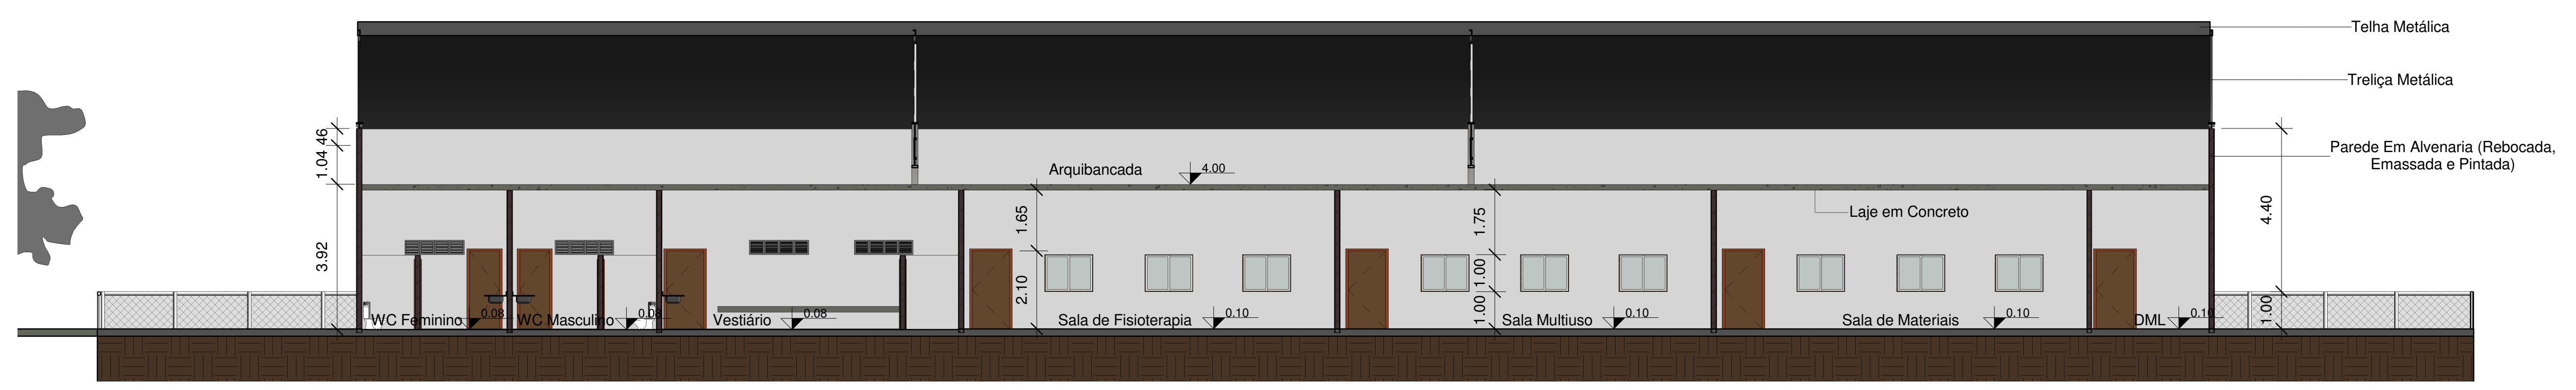 Telha Metálica
Treliça Metálica
46
1.04
3.92
Arquibancada
4.00
Parede Em Alvenaria (Rebocada,
Emassada e Pintada)
Laje em Concreto
1.65
2.10
1.75
1.00
1.00
4.40
1.00
WC Feminino
0.08
WC Masculino
0.08
Vestiário
0.08
Sala de Fisioterapia
0.10
Sala Multiuso
0.10
Sala de Materiais
0.10
DML
0.10